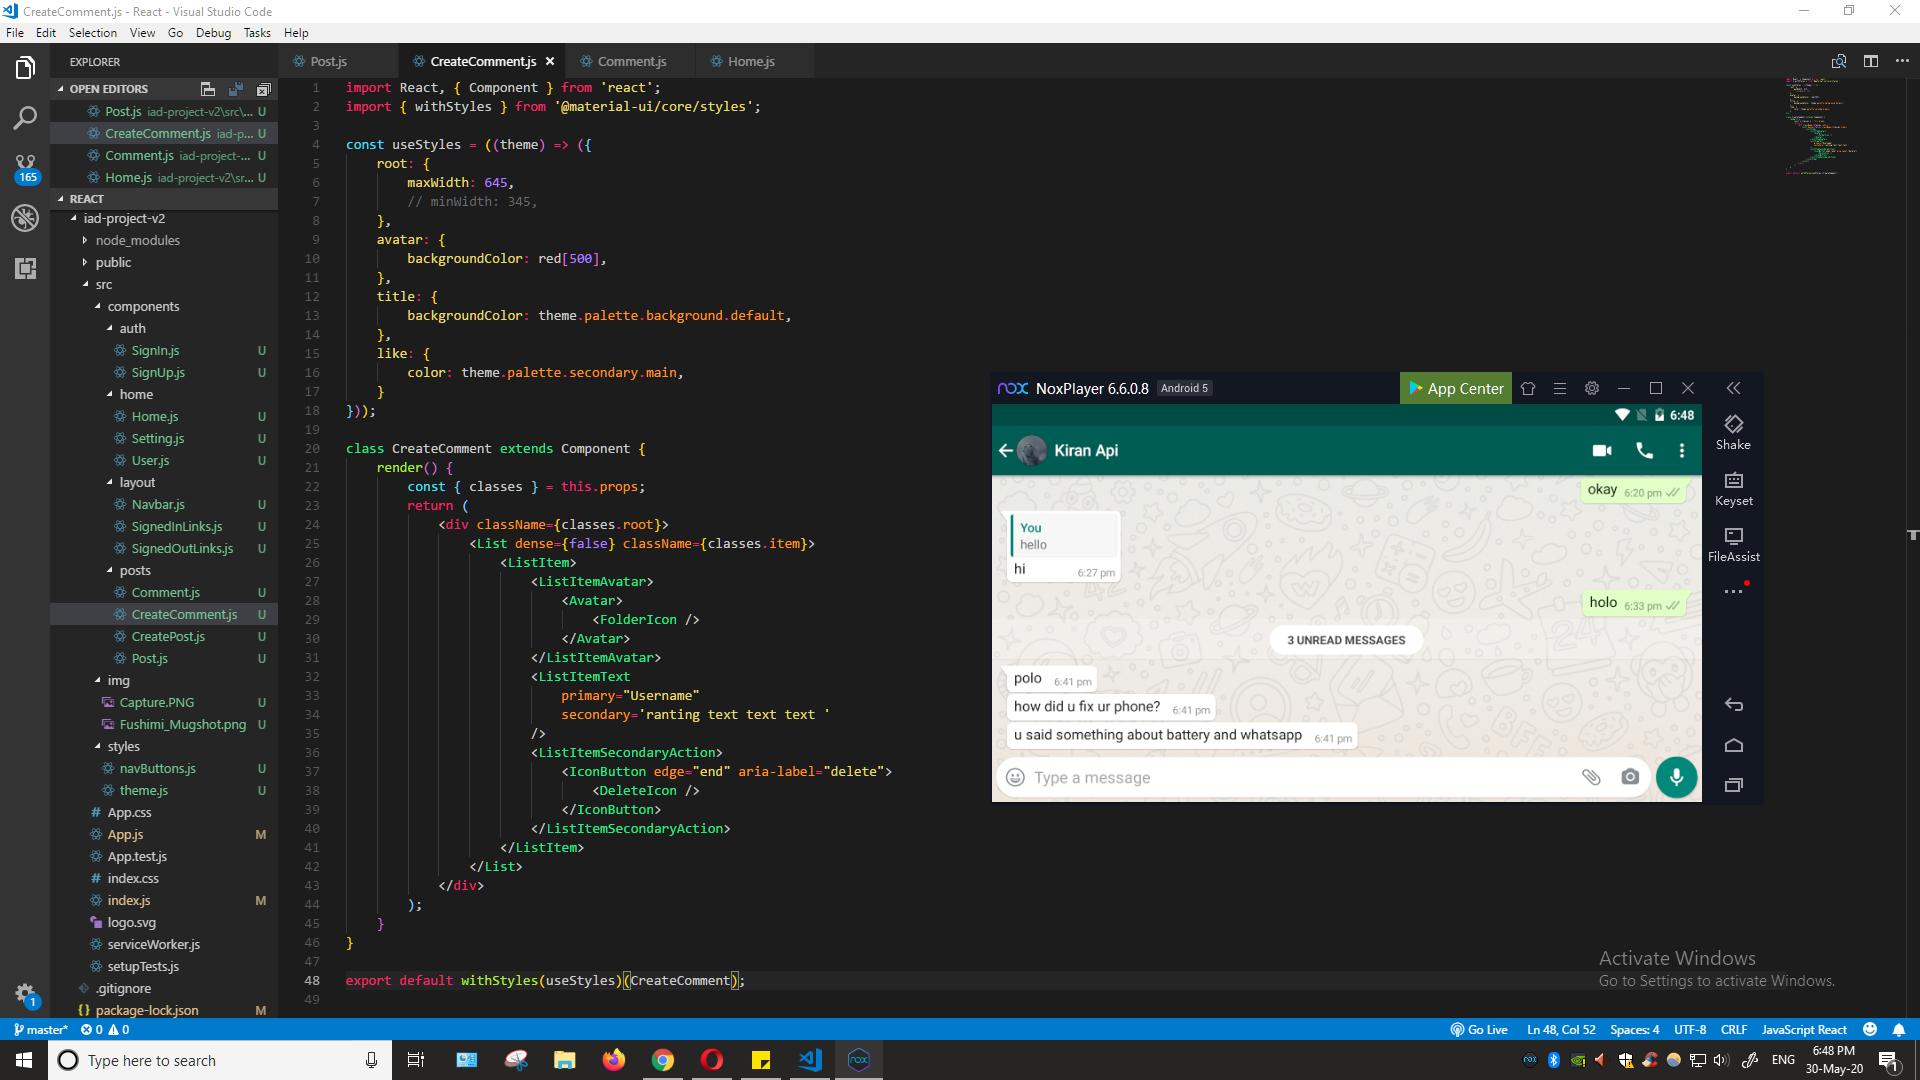 CreateComment.js - React - Visual Studio Code
File Edit Selection View Go Debug Tasks Help
EXPLORER
OPEN EDITORS
Post.js iad-project-v2\src\... U
CreateComment.js iad-p... U
Comment.js iad-project-... U
Home.js iad-project-v2\sr... U
165
REACT
iad-project-v2
node_modules
public
src
components
auth
SignIn.js U
SignUp.js U
home
Home.js U
Setting.js U
User.js U
layout
Navbar.js U
SignedInLinks.js U
SignedOutLinks.js U
posts
Comment.js U
CreateComment.js U
CreatePost.js U
Post.js U
img
Capture.PNG U
Fushimi_Mugshot.png U
styles
navButtons.js U
theme.js U
# App.css
App.js M
App.test.js
# index.css
index.js M
logo.svg
serviceWorker.js
setupTests.js
.gitignore
{} package-lock.json M
1
Post.js CreateComment.js × Comment.js Home.js
1 import React, { Component } from 'react';
2 import { withStyles } from '@material-ui/core/styles';
3
4 const useStyles = ((theme) => ({
5 root: {
6 maxWidth: 645,
7 // minWidth: 345,
8 },
9 avatar: {
10 backgroundColor: red[500],
11 },
12 title: {
13 backgroundColor: theme.palette.background.default,
14 },
15 like: {
16 color: theme.palette.secondary.main,
17 }
18 }));
19
20 class CreateComment extends Component {
21 render() {
22 const { classes } = this.props;
23 return (
24 <div className={classes.root}>
25 <List dense={false} className={classes.item}>
26 <ListItem>
27 <ListItemAvatar>
28 <Avatar>
29 <FolderIcon />
30 </Avatar>
31 </ListItemAvatar>
32 <ListItemText
33 primary="Username"
34 secondary='ranting text text text '
35 />
36 <ListItemSecondaryAction>
37 <IconButton edge="end" aria-label="delete">
38 <DeleteIcon />
39 </IconButton>
40 </ListItemSecondaryAction>
41 </ListItem>
42 </List>
43 </div>
44 );
45 }
46 }
47
48 export default withStyles(useStyles)(CreateComment);
49
nox NoxPlayer 6.6.0.8 Android 5 App Center
6:48
Kiran Api
okay 6:20 pm
You
hello
hi 6:27 pm
holo 6:33 pm
3 UNREAD MESSAGES
polo 6:41 pm
how did u fix ur phone? 6:41 pm
u said something about battery and whatsapp 6:41 pm
Type a message
Shake
Keyset
FileAssist
Activate Windows
Go to Settings to activate Windows.
master* 0 0 Go Live Ln 48, Col 52 Spaces: 4 UTF-8 CRLF JavaScript React
Type here to search
ENG
6:48 PM
30-May-20
1